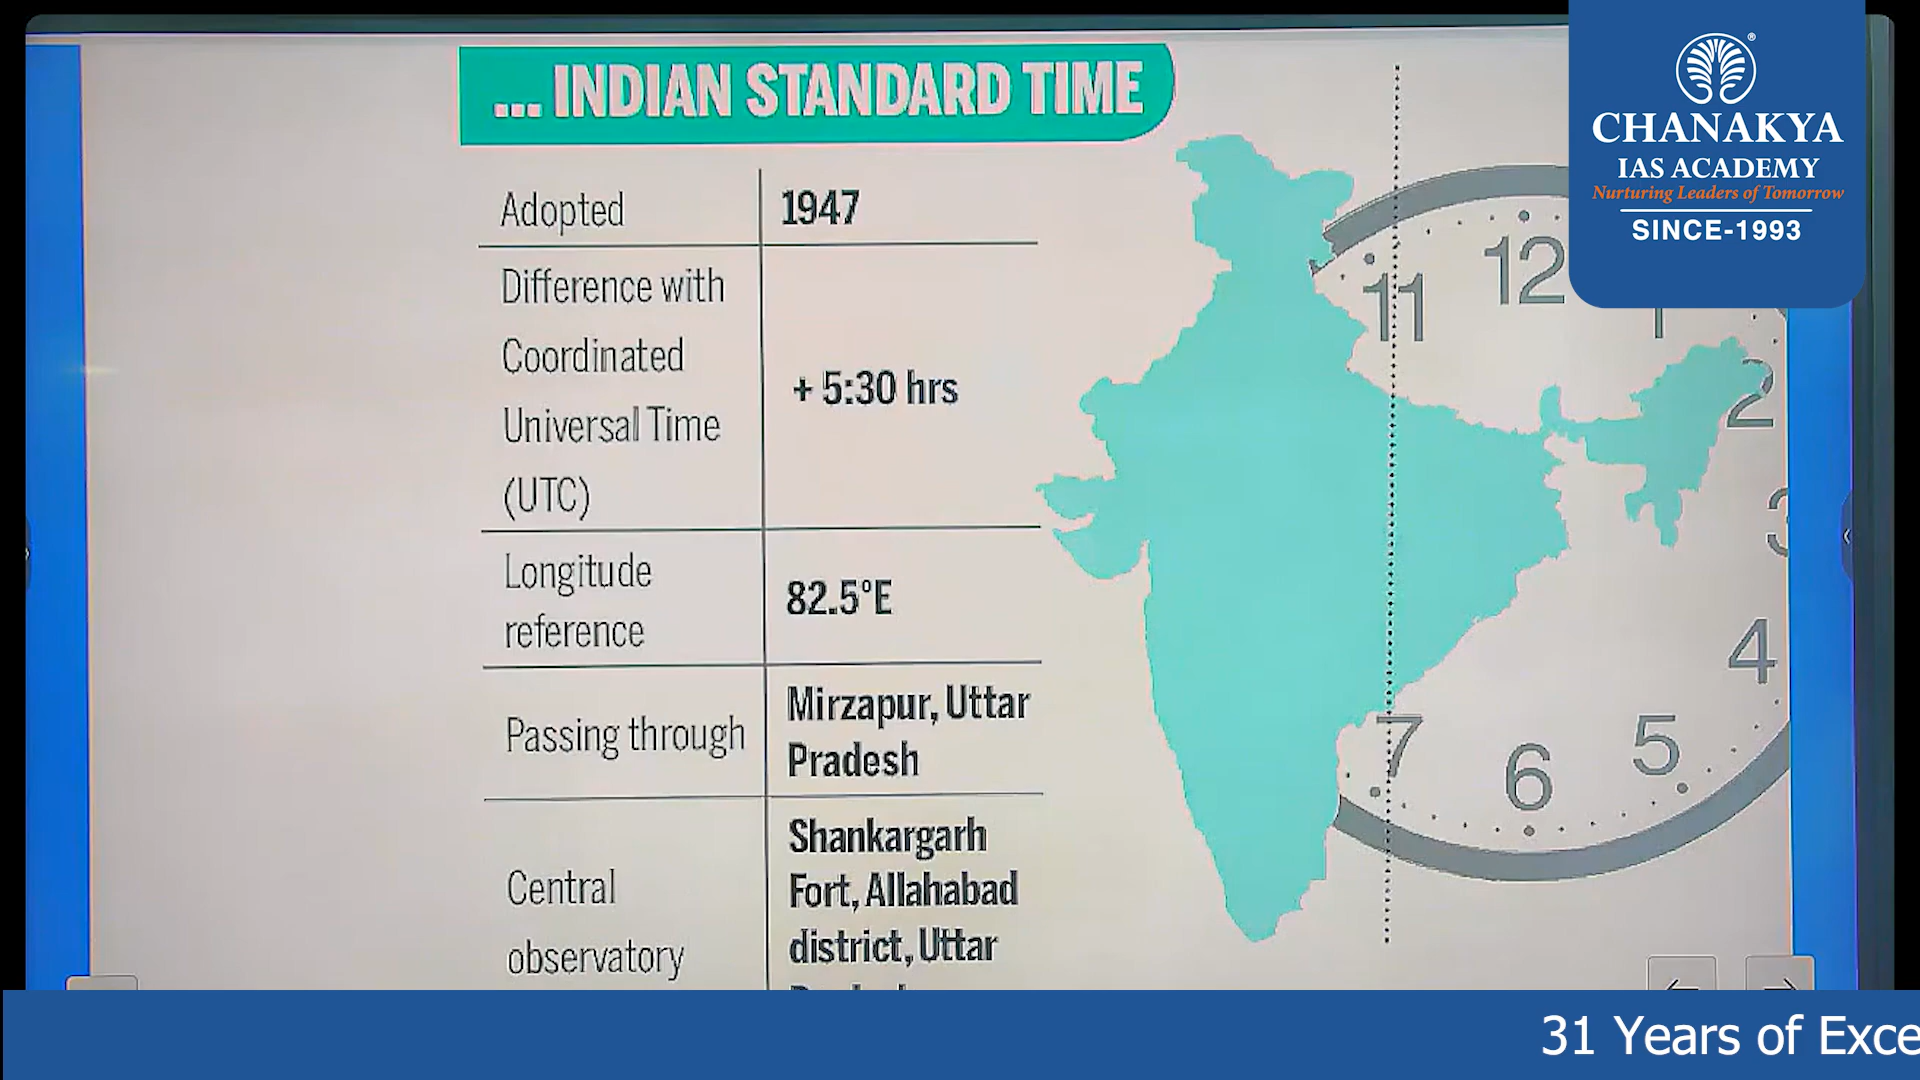 ... INDIAN STANDARD TIME
Adopted
1947
Difference with
Coordinated
Universal Time
(UTC)
+ 5:30 hrs
Longitude
reference
82.5°E
Passing through
Mirzapur, Uttar
Pradesh
Central
observatory
Shankargarh
Fort, Allahabad
district, Uttar
11
12
1
2
3
4
5
6
7
CHANAKYA
IAS ACADEMY
Nurturing Leaders of Tomorrow
SINCE-1993
31 Years of Exce